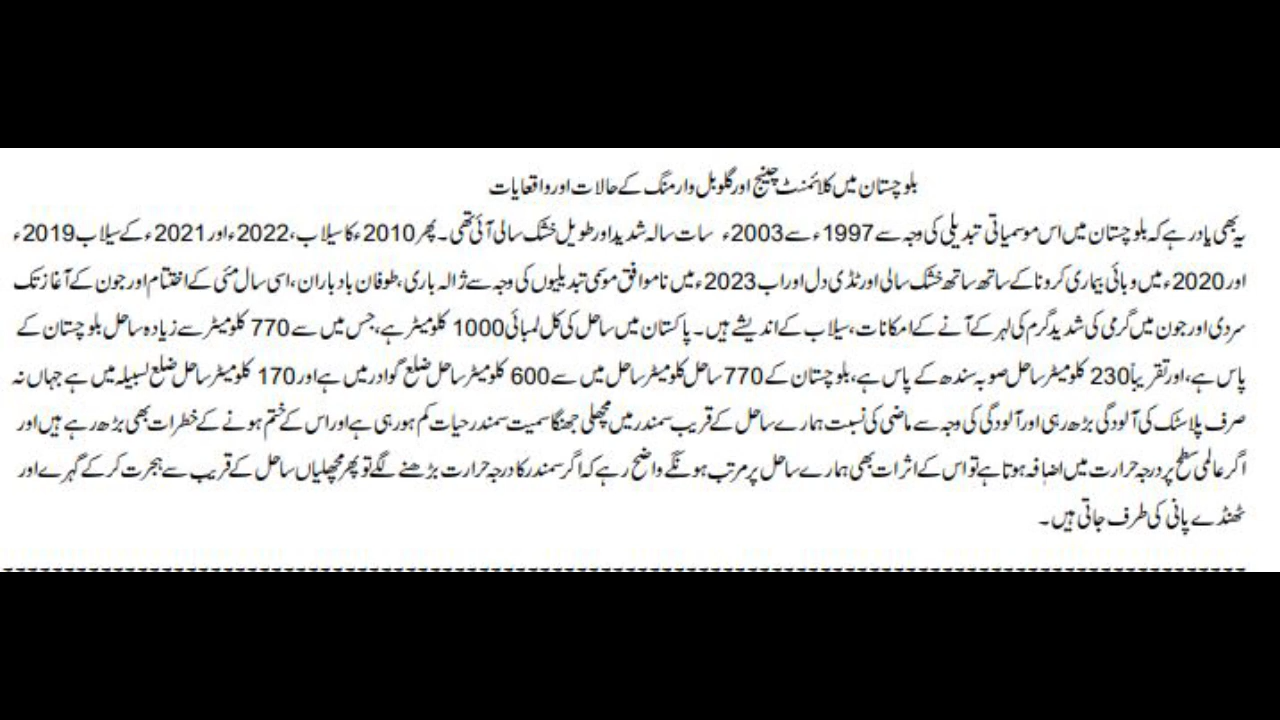 بلوچستان میں کلائمنٹ چینج اور گلوبل وارمنگ کے حالات اور واقعایات
یہ بھی یاد رہے کہ بلوچستان میں اس موسمیاتی تبدیلی کی وجہ سے 1997ء سے 2003ء سات سالہ شدید اور طویل خشک سالی آئی تھی۔ پھر 2010ء کا سیلاب، 2022ء اور 2021ء کے سیلاب 2019ء
اور 2020ء میں وبائی بیماری کرونا کے ساتھ ساتھ خشک سالی اور ٹڈی دل اور اب 2023ء میں ناموافق موسمی تبدیلیوں کی وجہ سے ژالہ باری، طوفان باد باران، اسی سال مئی کے اختتام اور جون کے آغاز تک
سردی اور جون میں گرمی کی شدید گرم کی لہر کے آنے کے امکانات، سیلاب کے اندیشے ہیں۔ پاکستان میں ساحل کی کل لمبائی 1000 کلومیٹر ہے، جس میں سے 770 کلومیٹر سے زیادہ ساحل بلوچستان کے
پاس ہے، اور تقریباً 230 کلومیٹر ساحل صوبہ سندھ کے پاس ہے، بلوچستان کے 770 ساحل کلومیٹر ساحل میں سے 600 کلومیٹر ساحل ضلع گوادر میں ہے اور 170 کلومیٹر ساحل ضلع لسبیلہ میں ہے جہاں نہ
صرف پلاسٹک کی آلودگی بڑھ رہی اور آلودگی کی وجہ سے ماضی کی نسبت ہمارے ساحل کے قریب سمندر میں مچھلی جھنگا سمیت سمندر حیات کم ہو رہی ہے اور اس کے ختم ہونے کے خطرات بھی بڑھ رہے ہیں اور
اگر عالمی سطح پر درجہ حرارت میں اضافہ ہوتا ہے تو اس کے اثرات بھی ہمارے ساحل پر مرتب ہونگے واضح رہے کہ اگر سمندر کا درجہ حرارت بڑھنے لگے تو پھر مچھلیاں ساحل کے قریب سے ہجرت کر کے گہرے اور
ٹھنڈے پانی کی طرف جاتی ہیں۔